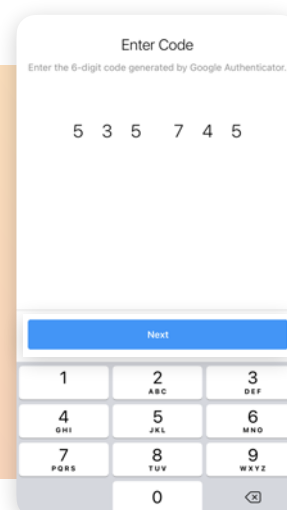 Enter Code
Enter the 6-digit code generated by Google Authenticator.
5 3 5 7 4 5
Next
1 2 3
ABC DEF
4 5 6
GHI JKL MNO
7 8 9
PQRS TUV WXYZ
0